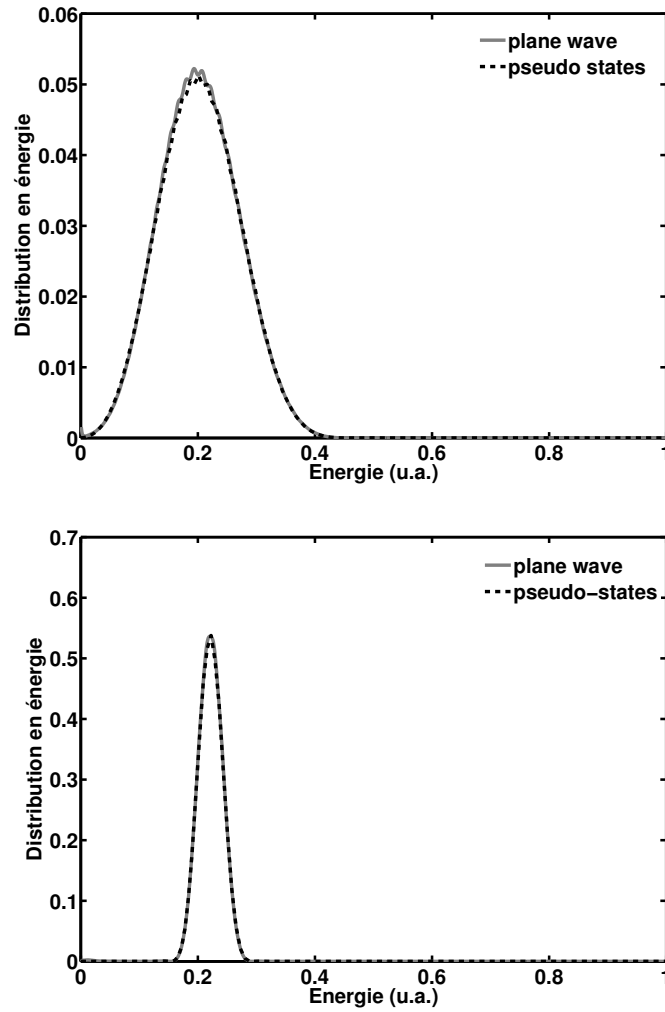 0.06
plane wave
pseudo states
0.05
0.04
0.03
0.02
0.01
0
Distribution en énergie
0 0.2 0.4 0.6 0.8 1
Energie (u.a.)
0.7
plane wave
pseudo−states
0.6
0.5
0.4
0.3
0.2
0.1
0
Distribution en énergie
0 0.2 0.4 0.6 0.8 1
Energie (u.a.)